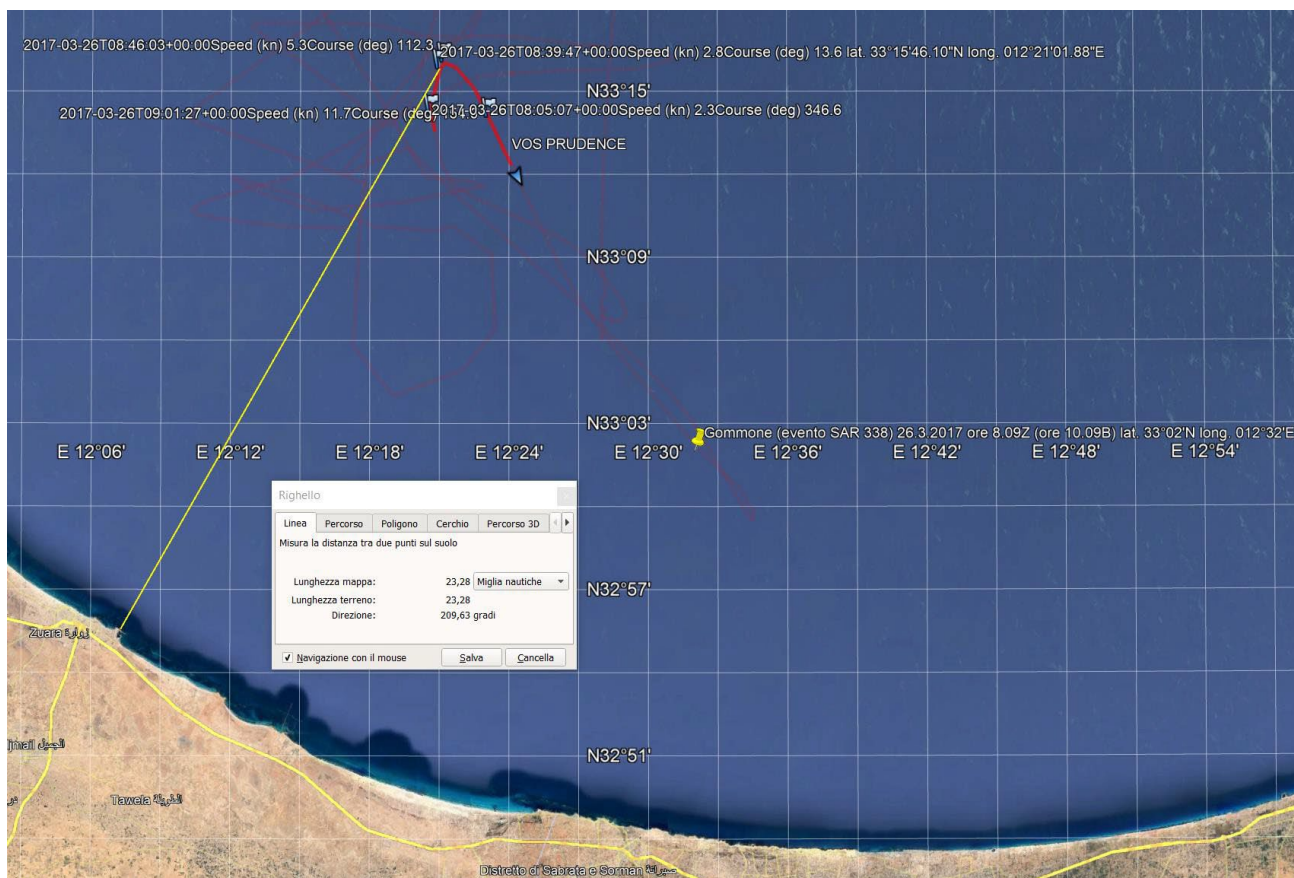 2017-03-26T08:46:03+00:00Speed (kn) 5.3Course (deg) 112.3
2017-03-26T08:39:47+00:00Speed (kn) 2.8Course (deg) 13.6 lat. 33°15'46.10"N long. 012°21'01.88"E
N33°15'
2017-03-26T09:01:27+00:00Speed (kn) 11.7Course (deg)
2017-03-26T08:05:07+00:00Speed (kn) 2.3Course (deg) 346.6
VOS PRUDENCE
N33°09'
N33°03'
Gommone (evento SAR 338) 26.3.2017 ore 8.09Z (ore 10.09B) lat. 33°02'N long. 012°32'E
E 12°06' E 12°12' E 12°18' E 12°24' E 12°30' E 12°36' E 12°42' E 12°48' E 12°54'
Righello
Linea Percorso Poligono Cerchio Percorso 3D
Misura la distanza tra due punti sul suolo
Lunghezza mappa: 23,28 Miglia nautiche
Lunghezza terreno: 23,28
Direzione: 209,63 gradi
Navigazione con il mouse Salva Cancella
N32°57'
Zuara زوارة
N32°51'
الجميل
Tawela الطويلة
Distretto di Sabrata e Sorman